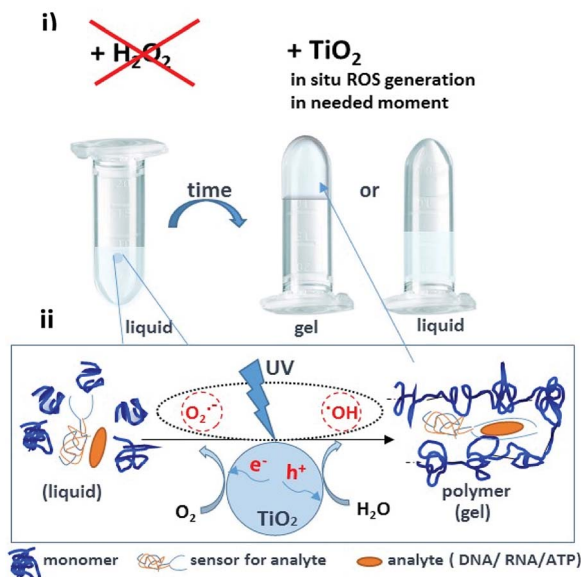 i)
+ H₂O₂
+ TiO₂
in situ ROS generation
in needed moment
time
or
liquid
gel
liquid
ii
UV
O₂·⁻
·OH
e⁻
h⁺
(liquid)
O₂
TiO₂
H₂O
polymer
(gel)
monomer
sensor for analyte
analyte ( DNA/ RNA/ATP)